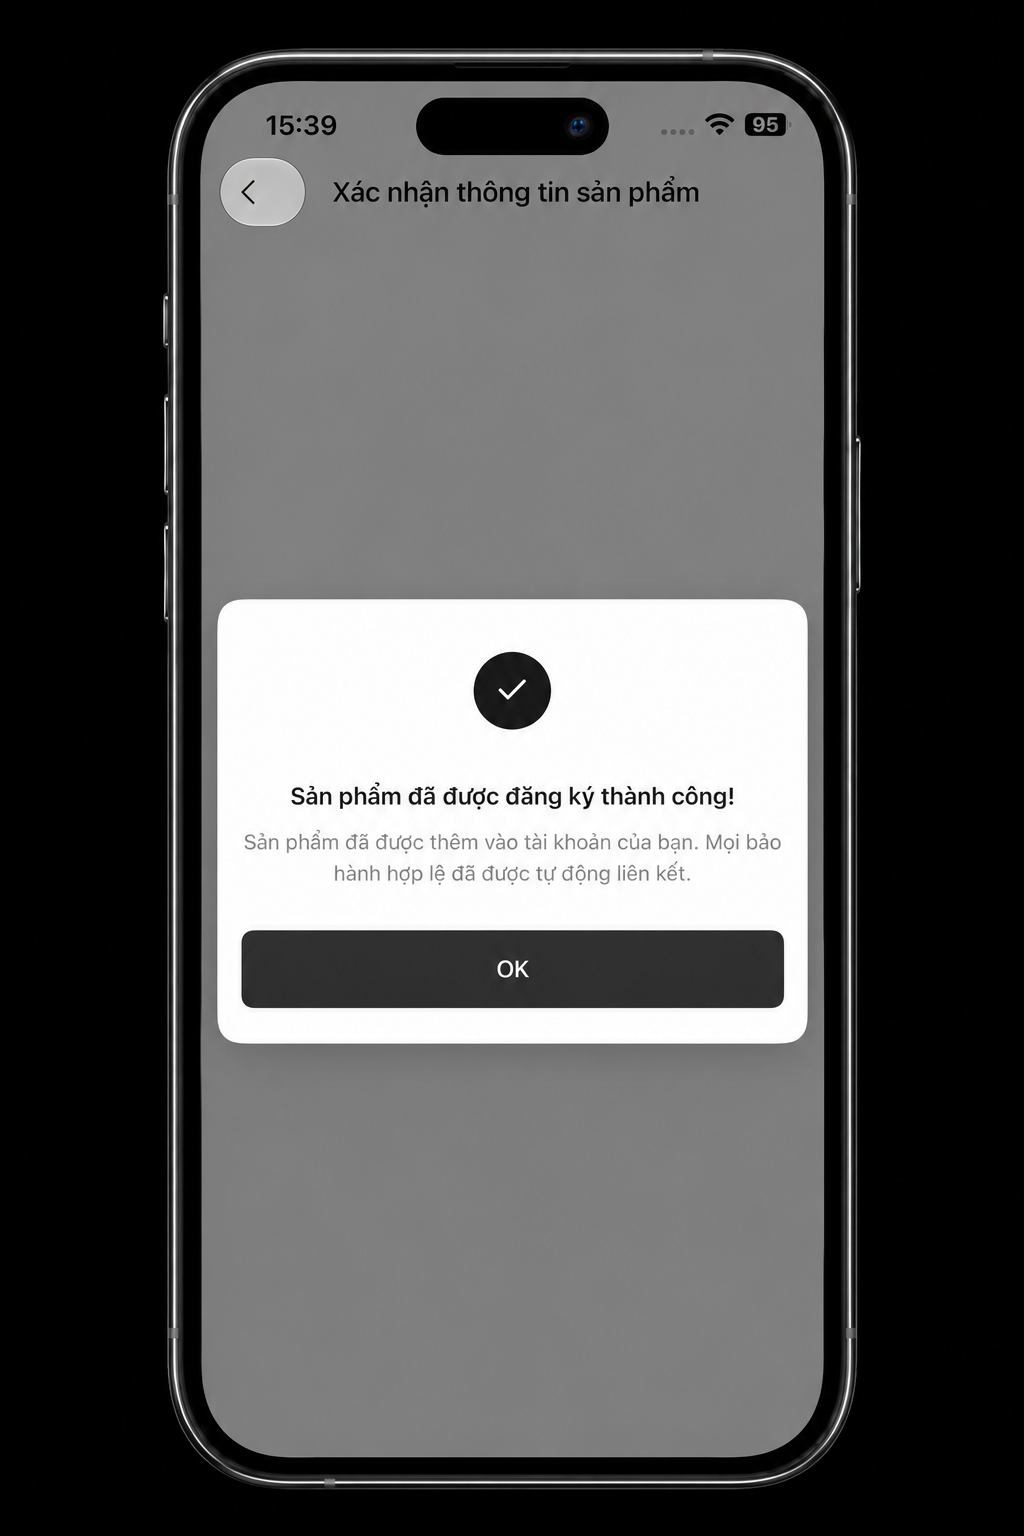 15:39
95
Xác nhận thông tin sản phẩm
Sản phẩm đã được đăng ký thành công!
Sản phẩm đã được thêm vào tài khoản của bạn. Mọi bảo
hành hợp lệ đã được tự động liên kết.
OK